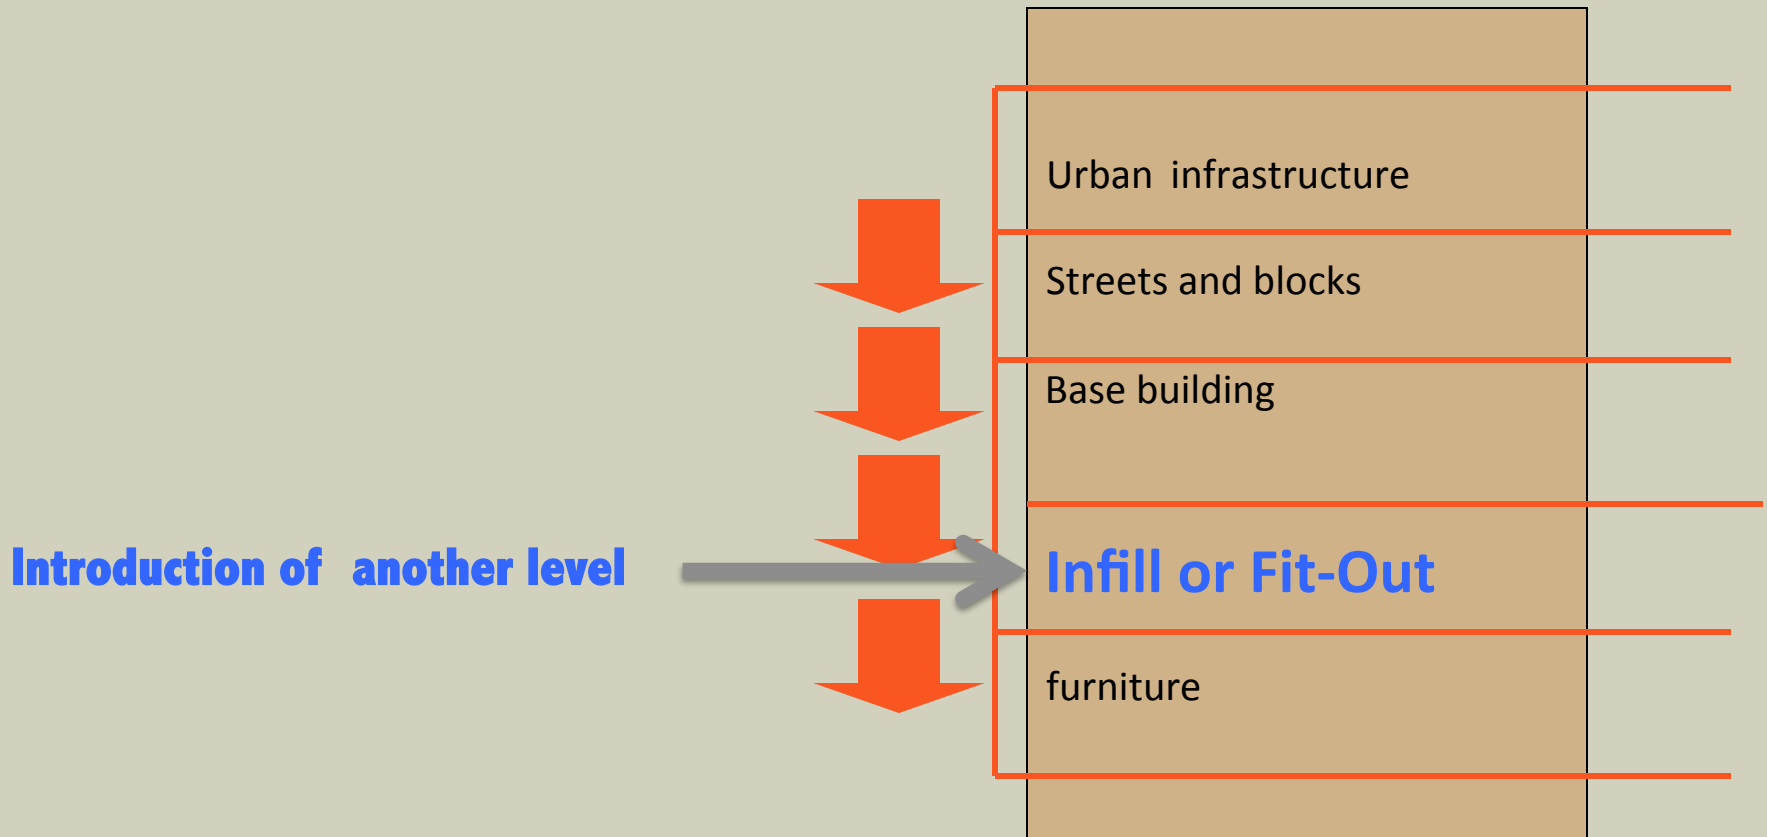 Urban infrastructure
Streets and blocks
Base building
Introduction of another level
Infill or Fit-Out
furniture